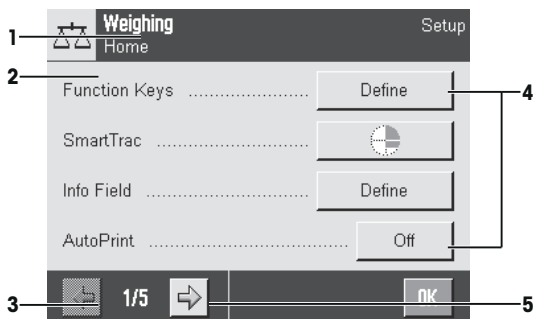 Weighing
Setup
1
Home
2
Function Keys ........................ Define
4
SmartTrac ..............................
Info Field ................................ Define
AutoPrint ........................................ Off
3
1/5
OK
5